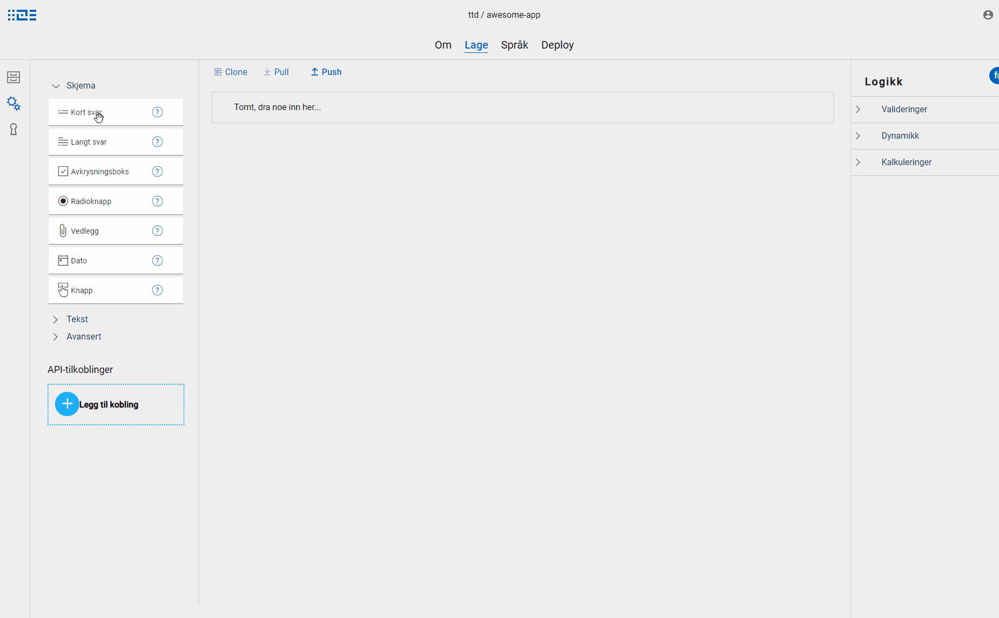 ttd / awesome-app
Om Lage Språk Deploy
Clone Pull Push
Skjema
Kort svar ?
Langt svar ?
Avkrysningsboks ?
Radioknapp ?
Vedlegg ?
Dato ?
Knapp ?
Tekst
Avansert
API-tilkoblinger
Legg til kobling
Tomt, dra noe inn her...
Logikk
Valideringer
Dynamikk
Kalkuleringer